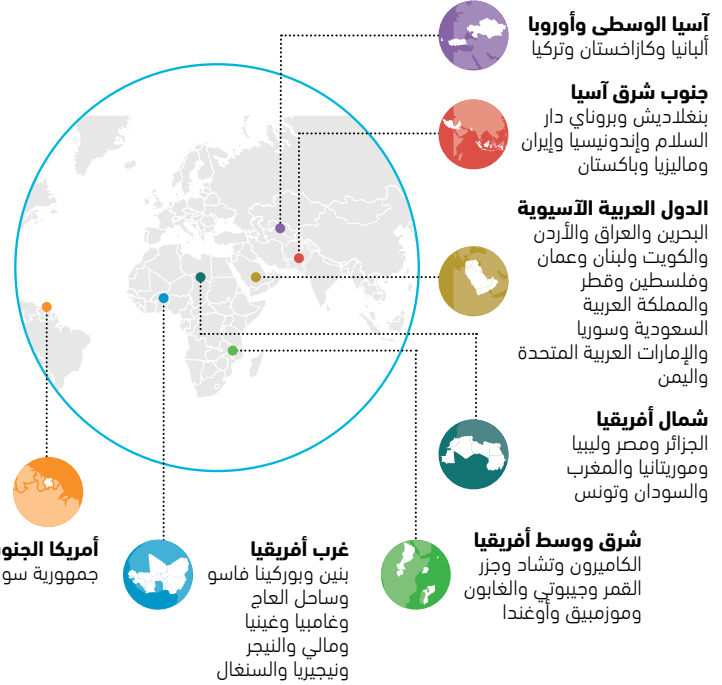 آسيا الوسطى وأوروبا
ألبانيا وكازاخستان وتركيا
جنوب شرق آسيا
بنغلاديش وبروناي دار
السلام وإندونيسيا وإيران
وماليزيا وباكستان
الدول العربية الآسيوية
البحرين والعراق والأردن
والكويت ولبنان وعمان
وفلسطين وقطر
والمملكة العربية
السعودية وسوريا
والإمارات العربية المتحدة
واليمن
شمال أفريقيا
الجزائر ومصر وليبيا
وموريتانيا والمغرب
والسودان وتونس
شرق ووسط أفريقيا
الكاميرون وتشاد وجزر
القمر وجيبوتي والغابون
وموزمبيق وأوغندا
غرب أفريقيا
بنين وبوركينا فاسو
وساحل العاج
وغامبيا وغينيا
ومالي والنيجر
ونيجيريا والسنغال
أمريكا
جمهورية